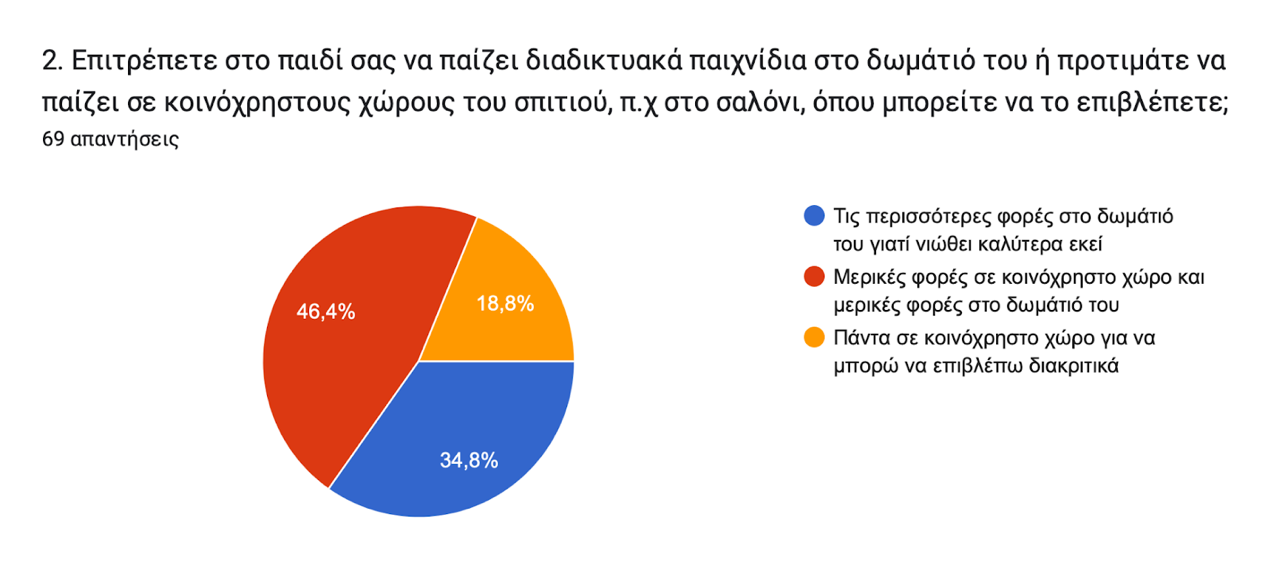 2. Επιτρέπετε στο παιδί σας να παίζει διαδικτυακά παιχνίδια στο δωμάτιό του ή προτιμάτε να
παίζει σε κοινόχρηστους χώρους του σπιτιού, π.χ στο σαλόνι, όπου μπορείτε να το επιβλέπετε;
69 απαντήσεις
Τις περισσότερες φορές στο δωμάτιό
του γιατί νιώθει καλύτερα εκεί
Μερικές φορές σε κοινόχρηστο χώρο και
μερικές φορές στο δωμάτιό του
Πάντα σε κοινόχρηστο χώρο για να
μπορώ να επιβλέπω διακριτικά
46,4%
18,8%
34,8%